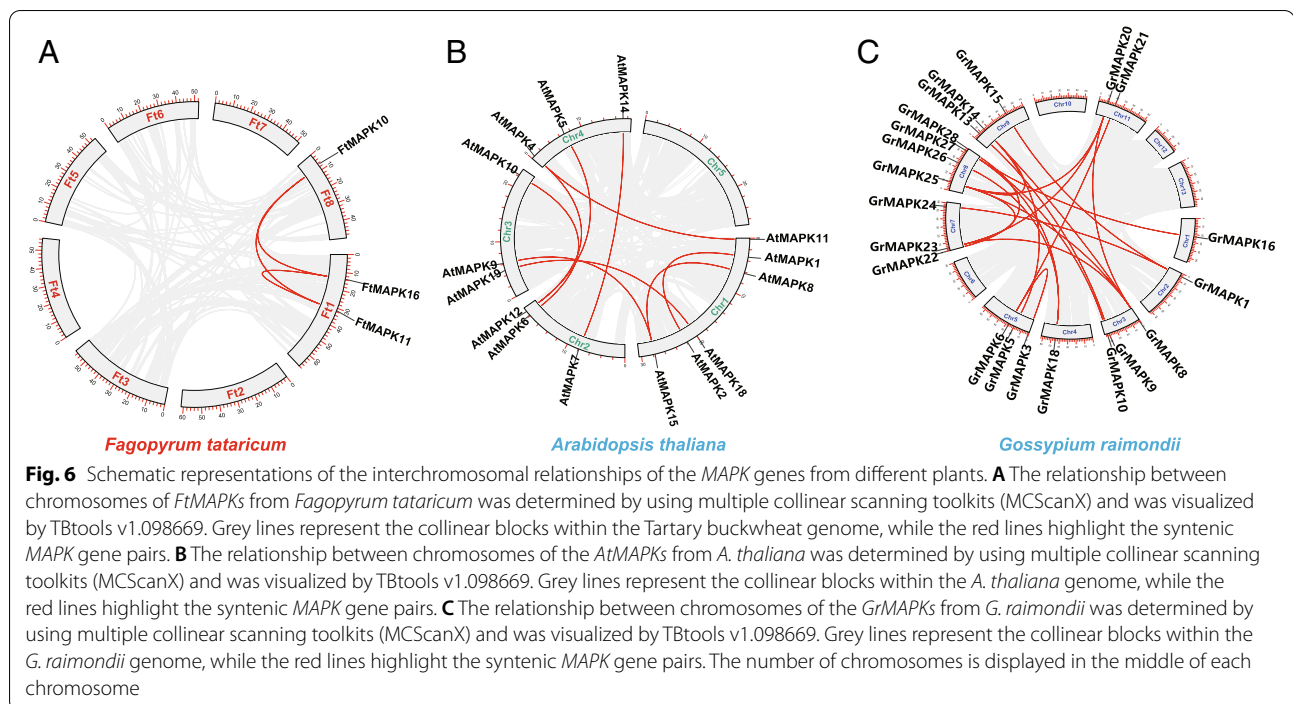 A
B
C
Ft6
Ft7
Ft5
Ft8
Ft4
Ft1
Ft3
Ft2
FtMAPK10
FtMAPK16
FtMAPK11
Fagopyrum tataricum
AtMAPK14
AtMAPK5
AtMAPK4
AtMAPK10
Chr4
Chr5
Chr3
Chr1
Chr2
AtMAPK11
AtMAPK1
AtMAPK8
AtMAPK9
AtMAPK19
AtMAPK12
AtMAPK6
AtMAPK7
AtMAPK15
AtMAPK2
AtMAPK18
Arabidopsis thaliana
GrMAPK20
GrMAPK21
GrMAPK15
GrMAPK14
GrMAPK13
GrMAPK28
GrMAPK27
GrMAPK26
GrMAPK25
GrMAPK24
GrMAPK23
GrMAPK22
Chr10
Chr11
Chr9
Chr12
Chr13
Chr7
Chr1
Chr2
Chr5
Chr4
Chr3
GrMAPK16
GrMAPK1
GrMAPK8
GrMAPK9
GrMAPK10
GrMAPK18
GrMAPK3
GrMAPK5
GrMAPK6
Gossypium raimondii
Fig. 6 Schematic representations of the interchromosomal relationships of the MAPK genes from different plants. A The relationship between
chromosomes of FtMAPKs from Fagopyrum tataricum was determined by using multiple collinear scanning toolkits (MCScanX) and was visualized
by TBtools v1.098669. Grey lines represent the collinear blocks within the Tartary buckwheat genome, while the red lines highlight the syntenic
MAPK gene pairs. B The relationship between chromosomes of the AtMAPKs from A. thaliana was determined by using multiple collinear scanning
toolkits (MCScanX) and was visualized by TBtools v1.098669. Grey lines represent the collinear blocks within the A. thaliana genome, while the
red lines highlight the syntenic MAPK gene pairs. C The relationship between chromosomes of the GrMAPKs from G. raimondii was determined by
using multiple collinear scanning toolkits (MCScanX) and was visualized by TBtools v1.098669. Grey lines represent the collinear blocks within the
G. raimondii genome, while the red lines highlight the syntenic MAPK gene pairs. The number of chromosomes is displayed in the middle of each
chromosome